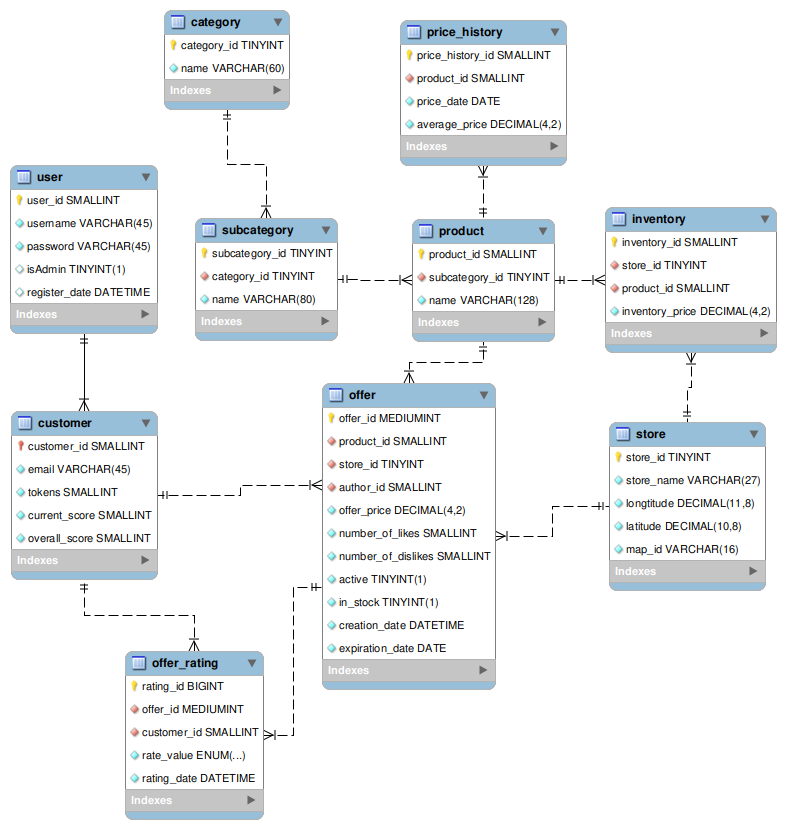 category
category_id TINYINT
name VARCHAR(60)
Indexes
price_history
price_history_id SMALLINT
product_id SMALLINT
price_date DATE
average_price DECIMAL(4,2)
Indexes
user
user_id SMALLINT
username VARCHAR(45)
password VARCHAR(45)
isAdmin TINYINT(1)
register_date DATETIME
Indexes
subcategory
subcategory_id TINYINT
category_id TINYINT
name VARCHAR(80)
Indexes
product
product_id SMALLINT
subcategory_id TINYINT
name VARCHAR(128)
Indexes
inventory
inventory_id SMALLINT
store_id TINYINT
product_id SMALLINT
inventory_price DECIMAL(4,2)
Indexes
customer
customer_id SMALLINT
email VARCHAR(45)
tokens SMALLINT
current_score SMALLINT
overall_score SMALLINT
Indexes
offer
offer_id MEDIUMINT
product_id SMALLINT
store_id TINYINT
author_id SMALLINT
offer_price DECIMAL(4,2)
number_of_likes SMALLINT
number_of_dislikes SMALLINT
active TINYINT(1)
in_stock TINYINT(1)
creation_date DATETIME
expiration_date DATE
Indexes
store
store_id TINYINT
store_name VARCHAR(27)
longtitude DECIMAL(11,8)
latitude DECIMAL(10,8)
map_id VARCHAR(16)
Indexes
offer_rating
rating_id BIGINT
offer_id MEDIUMINT
customer_id SMALLINT
rate_value ENUM(...)
rating_date DATETIME
Indexes